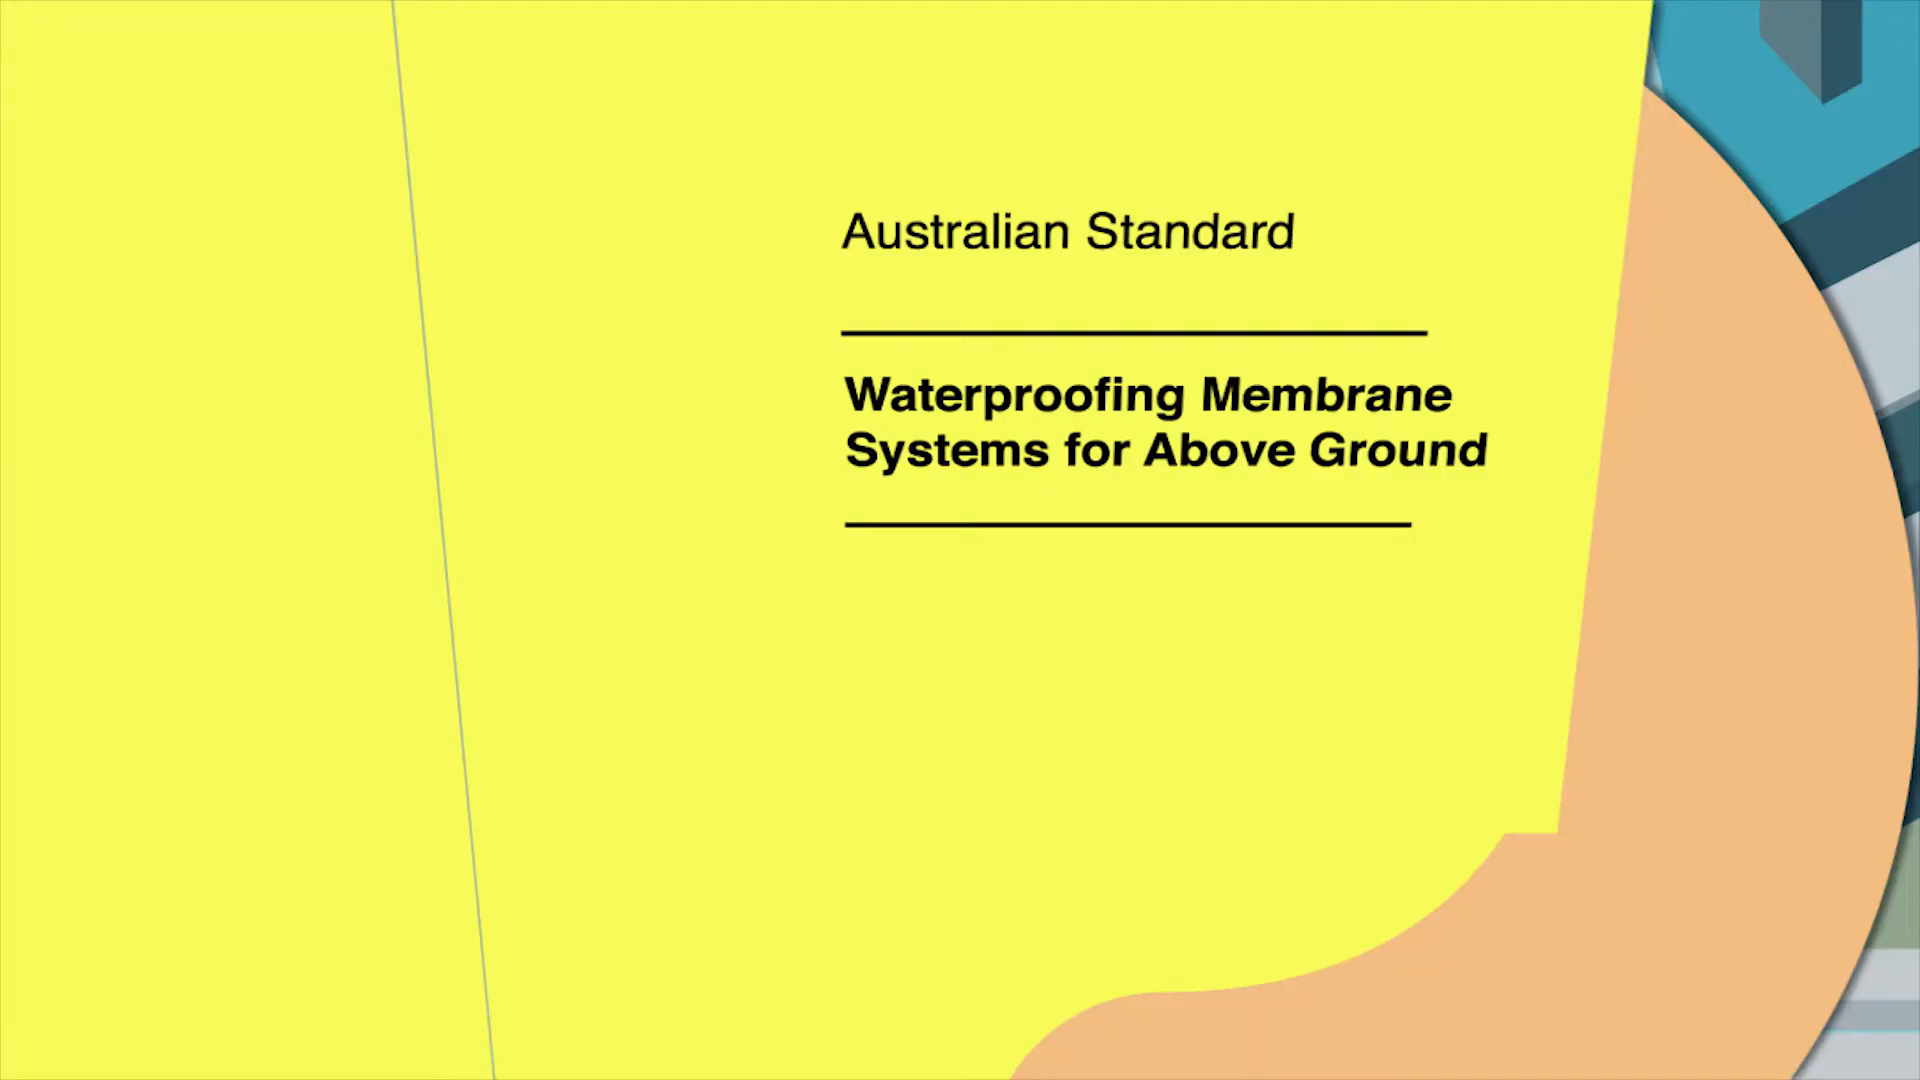 Australian Standard
Waterproofing Membrane
Systems for Above Ground